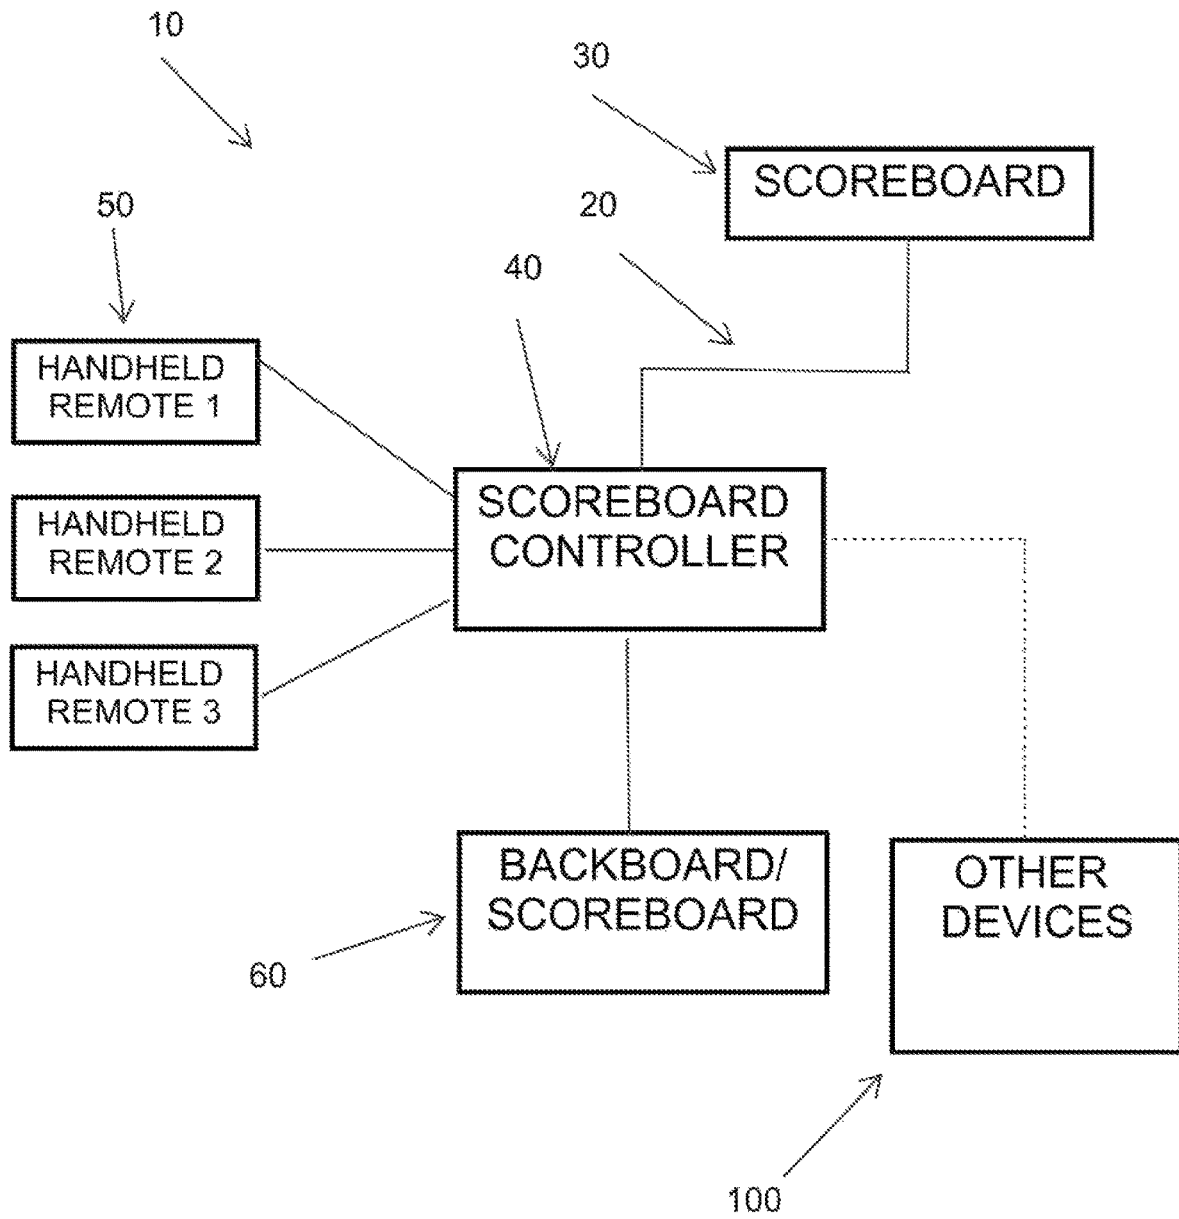 10
30
SCOREBOARD
50
20
40
HANDHELD
REMOTE 1
SCOREBOARD
CONTROLLER
HANDHELD
REMOTE 2
HANDHELD
REMOTE 3
BACKBOARD/
SCOREBOARD
OTHER
DEVICES
60
100